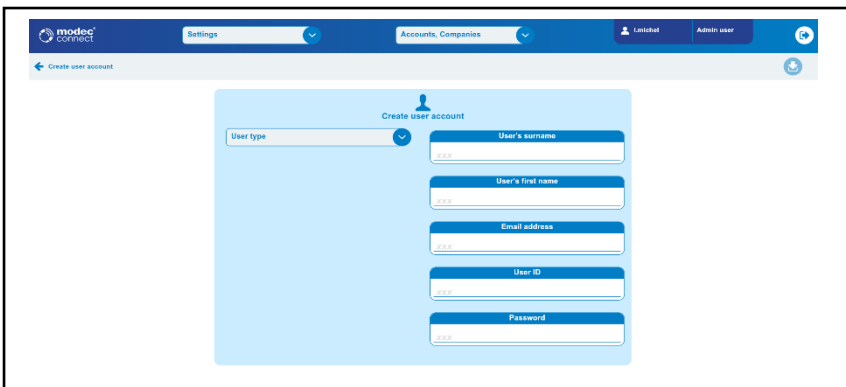 modec
connect
Settings
Accounts, Companies
l.michel
Admin user
Create user account
Create user account
User type
User's surname
xxx
User's first name
xxx
Email address
xxx
User ID
xxx
Password
xxx